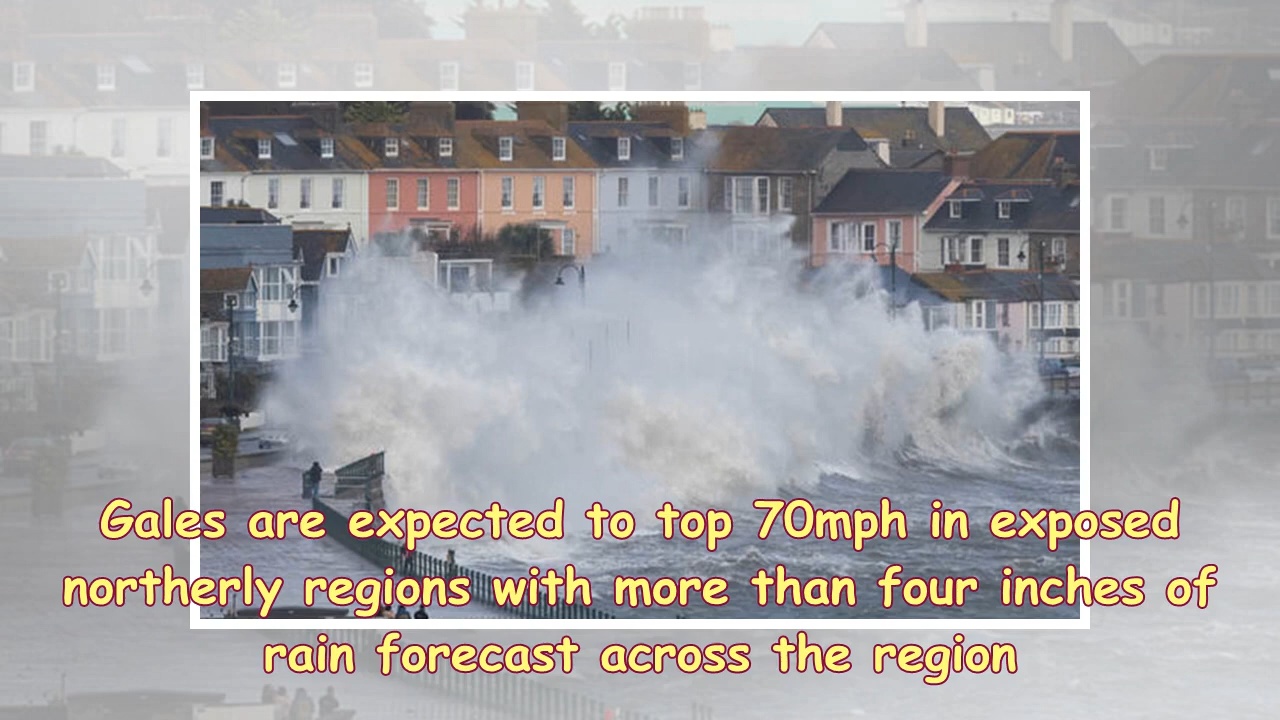 Gales are expected to top 70mph in exposed
northerly regions with more than four inches of
rain forecast across the region